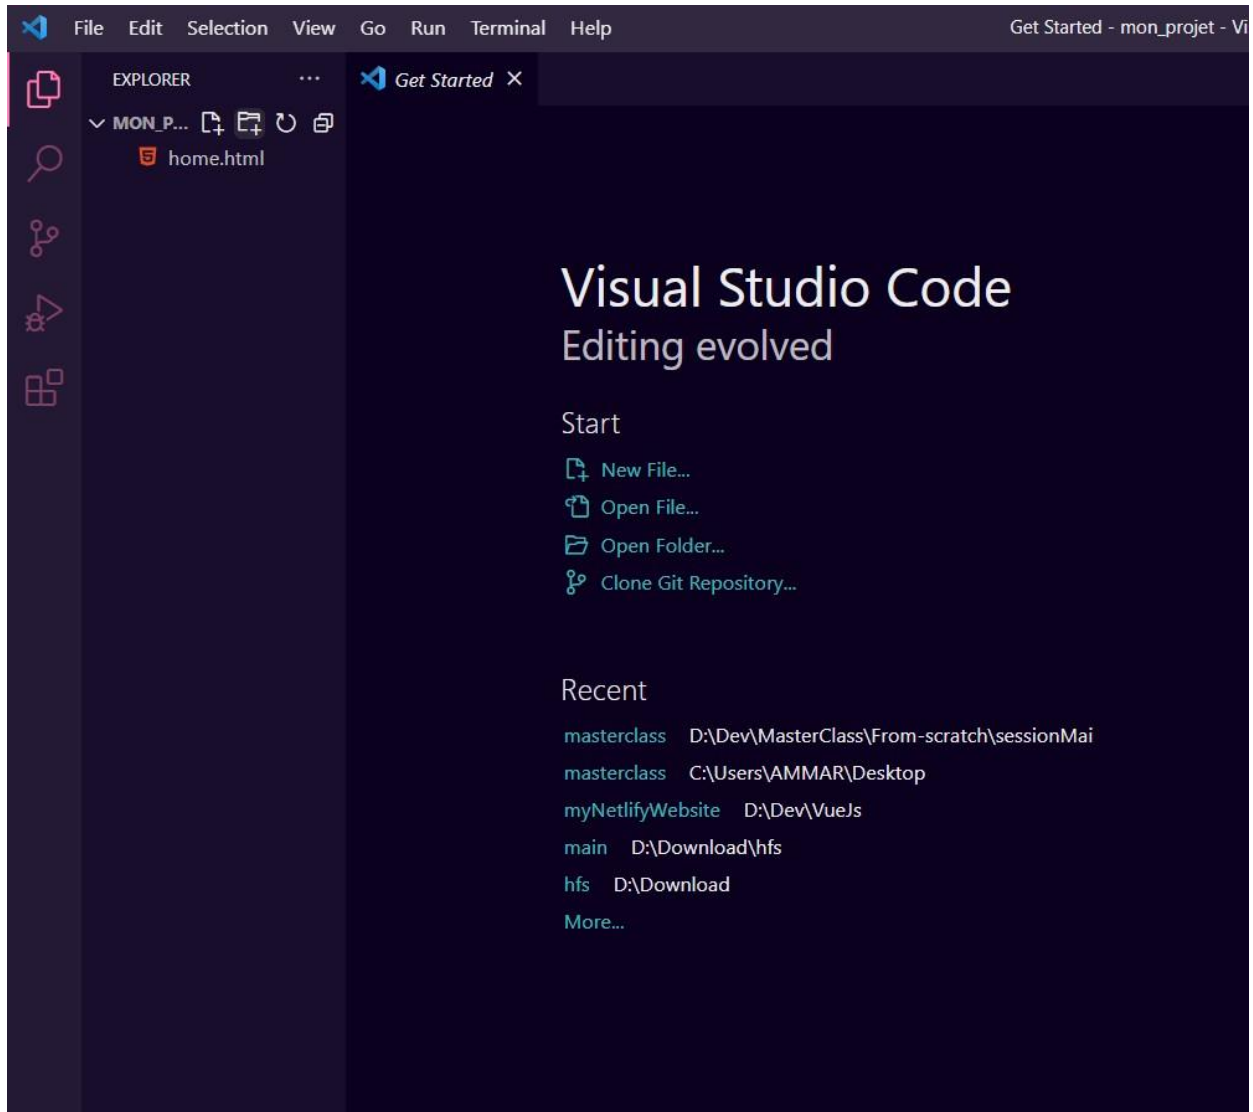 File Edit Selection View Go Run Terminal Help Get Started - mon_projet - Vi
EXPLORER ...
Get Started
MON_P...
home.html
Visual Studio Code
Editing evolved
Start
New File...
Open File...
Open Folder...
Clone Git Repository...
Recent
masterclass D:\Dev\MasterClass\From-scratch\sessionMai
masterclass C:\Users\AMMAR\Desktop
myNetlifyWebsite D:\Dev\VueJs
main D:\Download\hfs
hfs D:\Download
More...